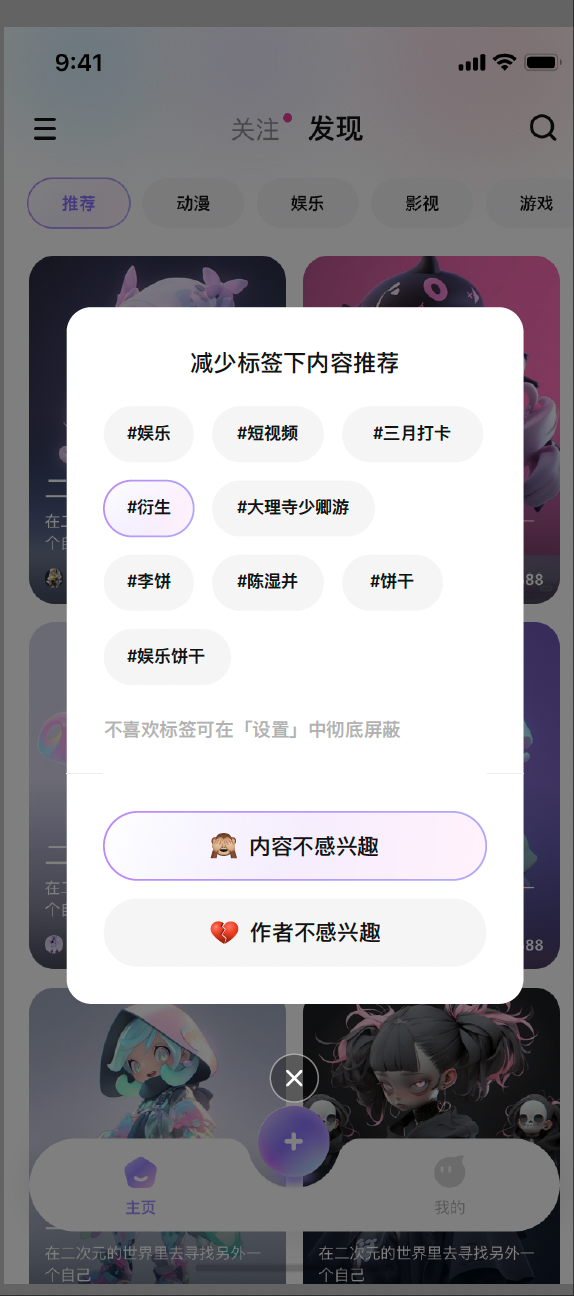 9:41
关注 发现
推荐 动漫 娱乐 影视 游戏
减少标签下内容推荐
#娱乐 #短视频 #三月打卡
#衍生 #大理寺少卿游
#李饼 #陈湿并 #饼干
#娱乐饼干
不喜欢标签可在「设置」中彻底屏蔽
内容不感兴趣
作者不感兴趣
在二
个自
88
在二
个自
88
主页 我的
在二次元的世界里去寻找另外一
个自己
在二次元的世界里去寻找另外一
个自己